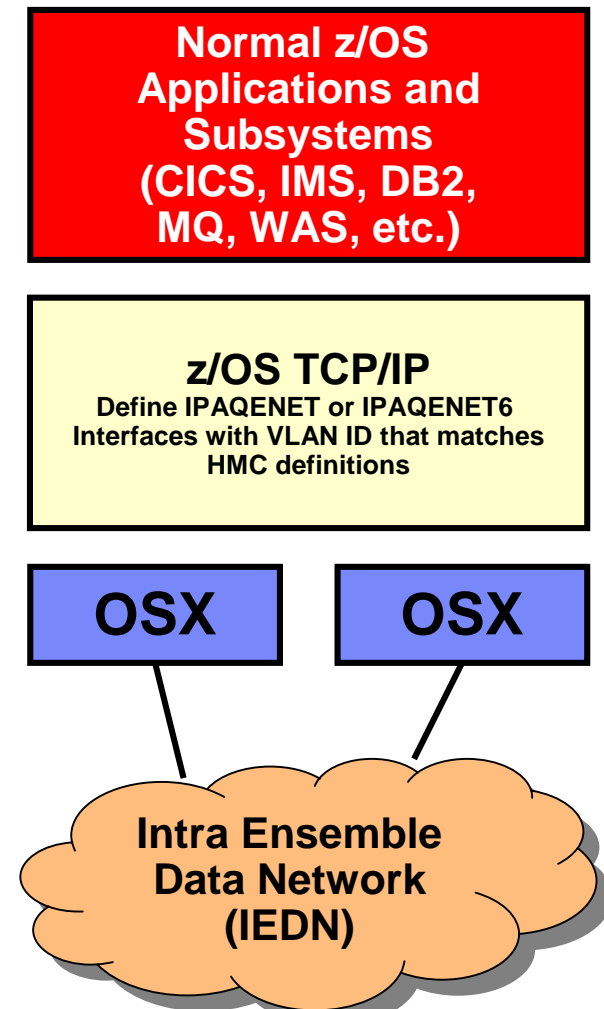 Normal z/OS
Applications and
Subsystems
(CICS, IMS, DB2,
MQ, WAS, etc.)
z/OS TCP/IP
Define IPAQENET or IPAQENET6
Interfaces with VLAN ID that matches
HMC definitions
OSX
OSX
Intra Ensemble
Data Network
(IEDN)